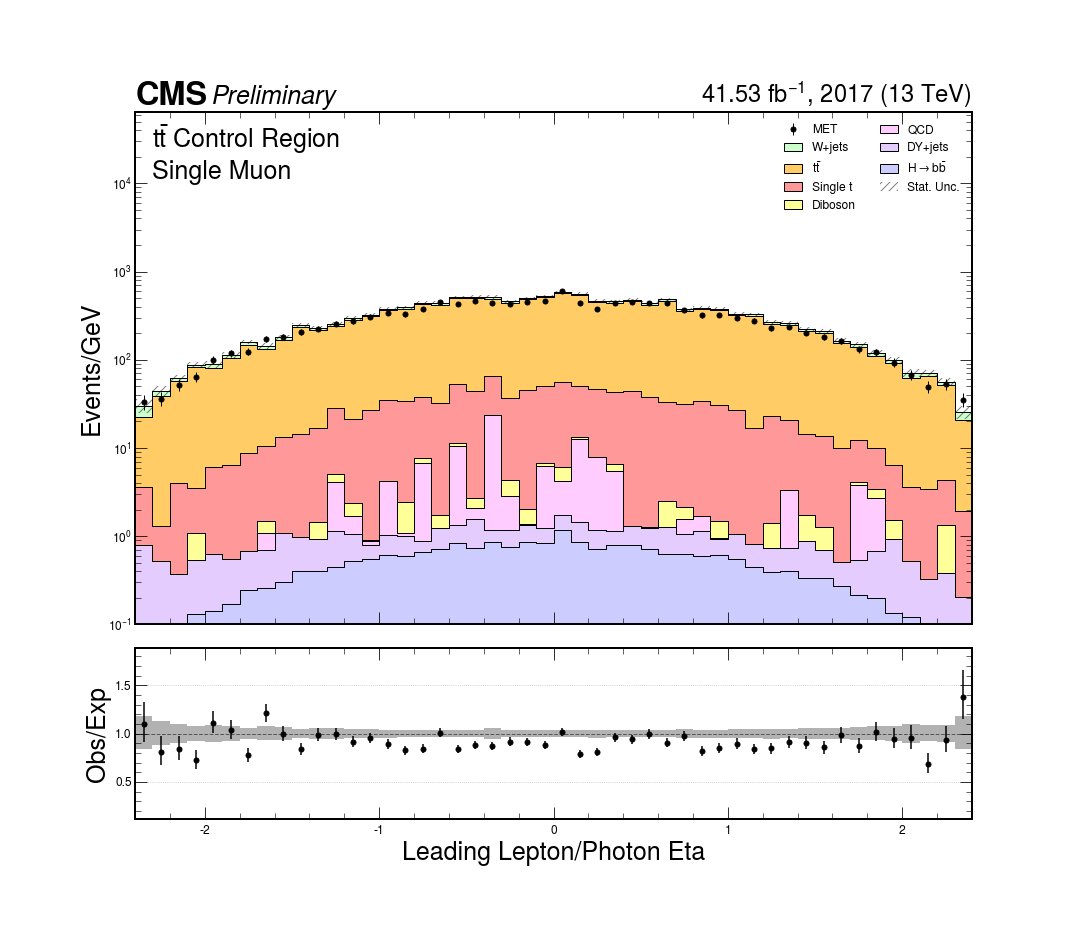 CMS Preliminary
41.53 fb⁻¹, 2017 (13 TeV)
tt̄ Control Region
Single Muon
MET
W+jets
tt̄
Single t
Diboson
QCD
DY+jets
H→bb̄
Stat. Unc.
Events/GeV
10⁴
10³
10²
10¹
10⁰
10⁻¹
Obs/Exp
1.5
1.0
0.5
-2 -1 0 1 2
Leading Lepton/Photon Eta